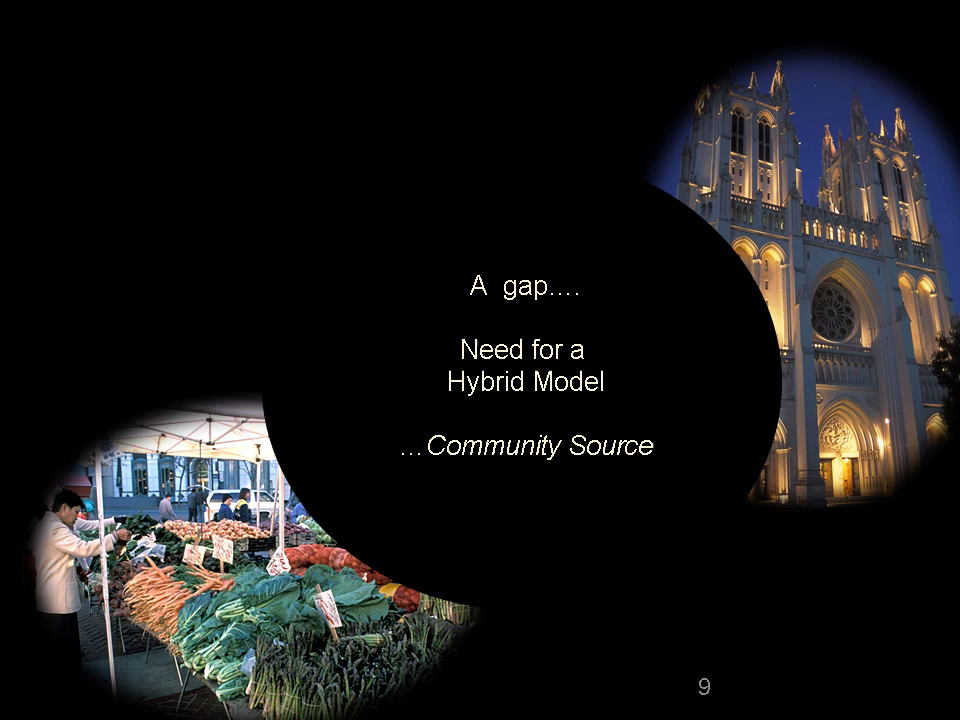 A gap....
Need for a
Hybrid Model
...Community Source
9